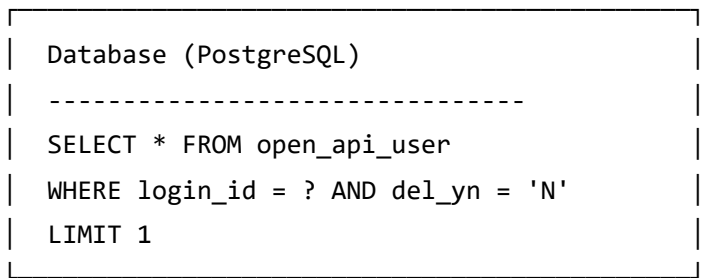 Database (PostgreSQL)
--------------------------------
SELECT * FROM open_api_user
WHERE login_id = ? AND del_yn = 'N'
LIMIT 1